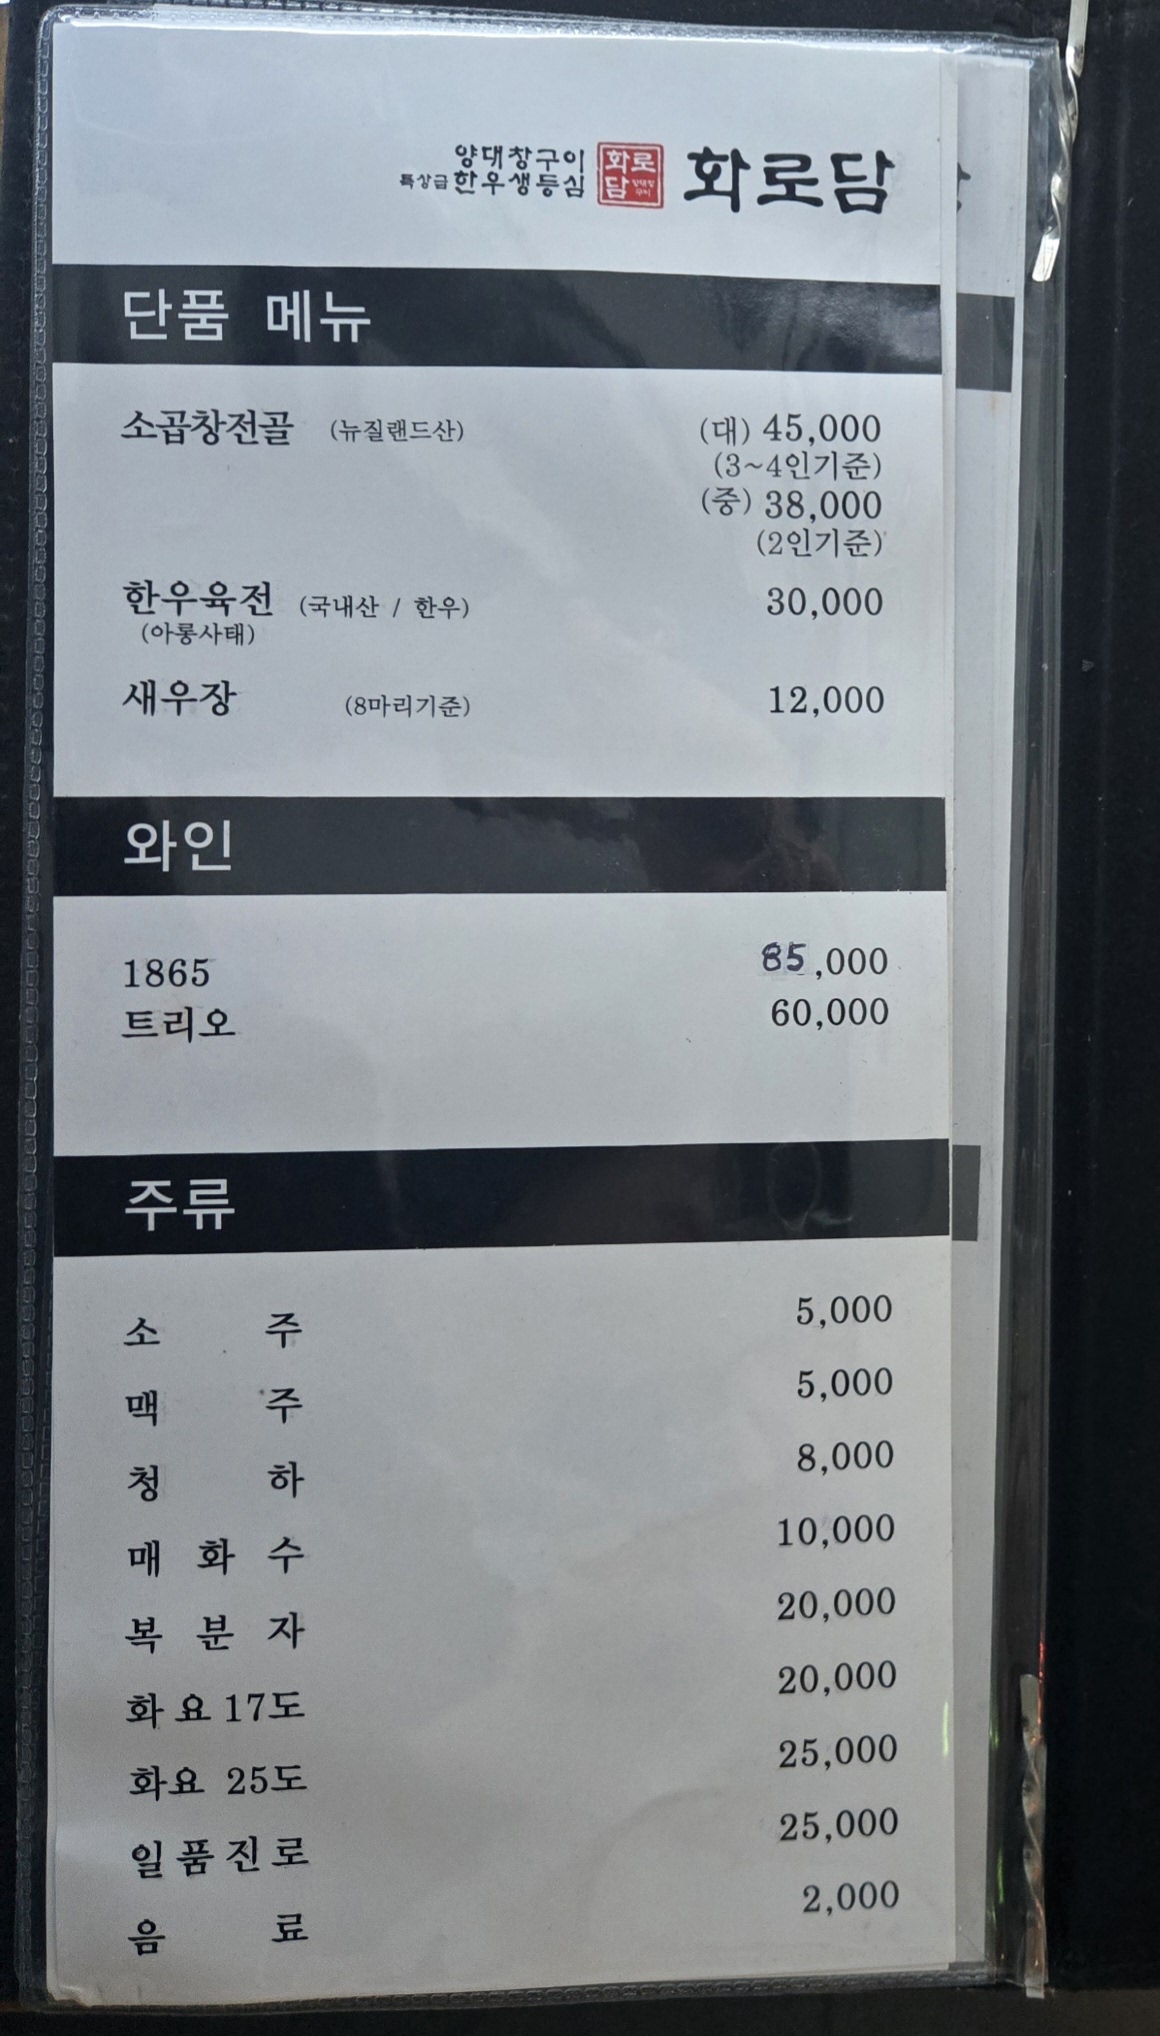 양대창구이
특상급 한우생등심
화로담
화로담
단품 메뉴
소곱창전골 (뉴질랜드산) (대) 45,000
(3~4인기준)
(중) 38,000
(2인기준)
한우육전 (국내산 / 한우) 30,000
(아롱사태)
새우장 (8마리기준) 12,000
와인
1865 85,000
트리오 60,000
주류
소 주 5,000
맥 주 5,000
청 하 8,000
매 화 수 10,000
복 분 자 20,000
화 요 17도 20,000
화요 25도 25,000
일 품 진 로 25,000
음 료 2,000